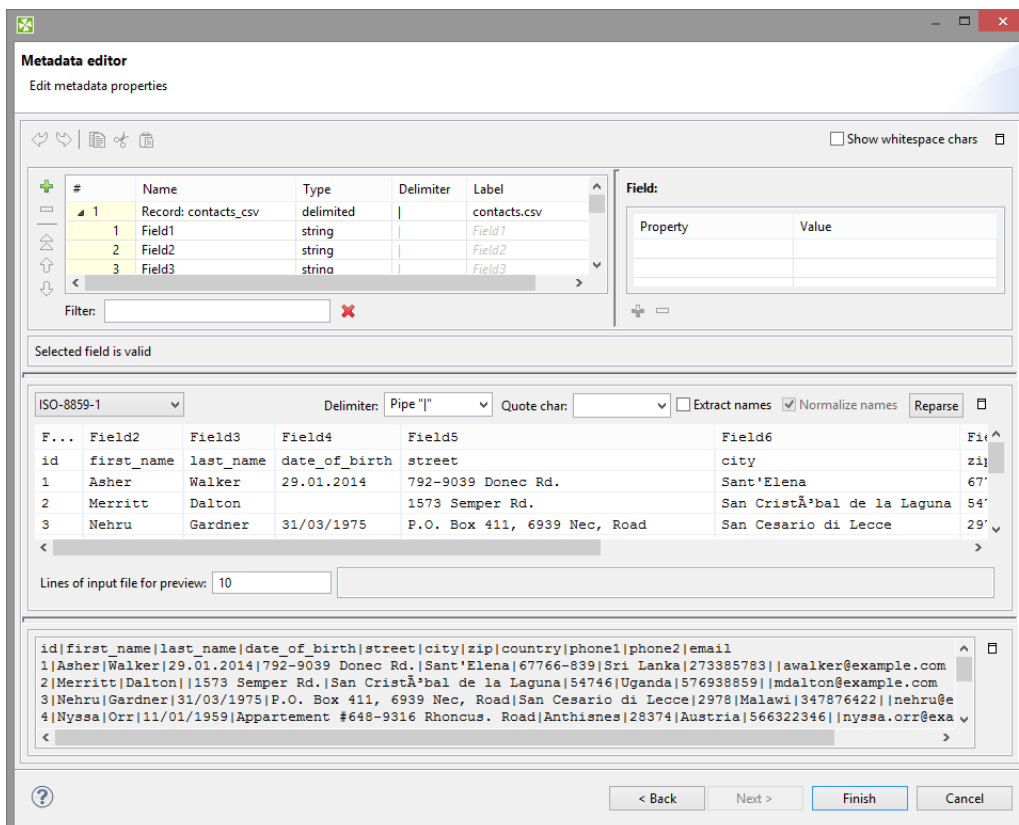 Metadata editor
Edit metadata properties
Show whitespace chars
# Name Type Delimiter Label
1 Record: contacts_csv delimited | contacts.csv
1 Field1 string | Field1
2 Field2 string | Field2
3 Field3 string | Field3
Filter:
Field:
Property Value
Selected field is valid
ISO-8859-1 Delimiter: Pipe "|" Quote char: Extract names Normalize names Reparse
F... Field2 Field3 Field4 Field5 Field6
id first_name last_name date_of_birth street city zip
1 Asher Walker 29.01.2014 792-9039 Donec Rd. Sant'Elena 67
2 Merritt Dalton 1573 Semper Rd. San CristÃ³bal de la Laguna 54
3 Nehru Gardner 31/03/1975 P.O. Box 411, 6939 Nec, Road San Cesario di Lecce 29
Lines of input file for preview: 10
id|first_name|last_name|date_of_birth|street|city|zip|country|phone1|phone2|email
1|Asher|Walker|29.01.2014|792-9039 Donec Rd.|Sant'Elena|67766-839|Sri Lanka|273385783||awalker@example.com
2|Merritt|Dalton||1573 Semper Rd.|San CristÃ³bal de la Laguna|54746|Uganda|576938859||mdalton@example.com
3|Nehru|Gardner|31/03/1975|P.O. Box 411, 6939 Nec, Road|San Cesario di Lecce|2978|Malawi|347876422||nehru@e
4|Nyssa|Orr|11/01/1959|Appartement #648-9316 Rhoncus. Road|Anthisnes|28374|Austria|566322346||nyssa.orr@exa
? < Back Next > Finish Cancel